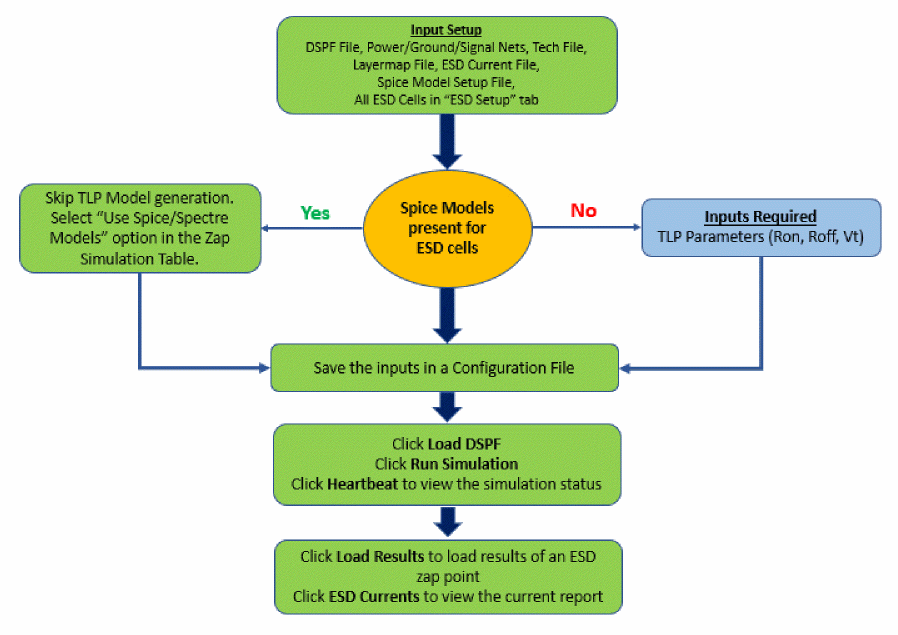 Input Setup
DSPF File, Power/Ground/Signal Nets, Tech File,
Layermap File, ESD Current File,
Spice Model Setup File,
All ESD Cells in “ESD Setup” tab
Skip TLP Model generation.
Select “Use Spice/Spectre
Models” option in the Zap
Simulation Table.
Yes
Spice Models
present for
ESD cells
No
Inputs Required
TLP Parameters (Ron, Roff, Vt)
Save the inputs in a Configuration File
Click Load DSPF
Click Run Simulation
Click Heartbeat to view the simulation status
Click Load Results to load results of an ESD
zap point
Click ESD Currents to view the current report